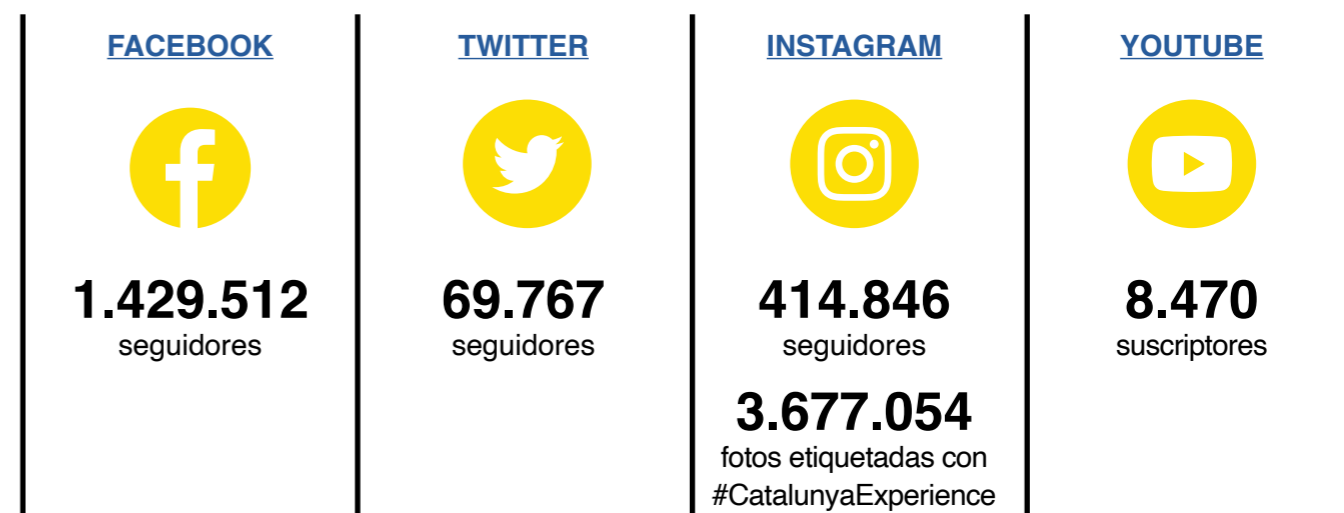 FACEBOOK
1.429.512
seguidores
TWITTER
69.767
seguidores
INSTAGRAM
414.846
seguidores
3.677.054
fotos etiquetadas con
#CatalunyaExperience
YOUTUBE
8.470
suscriptores